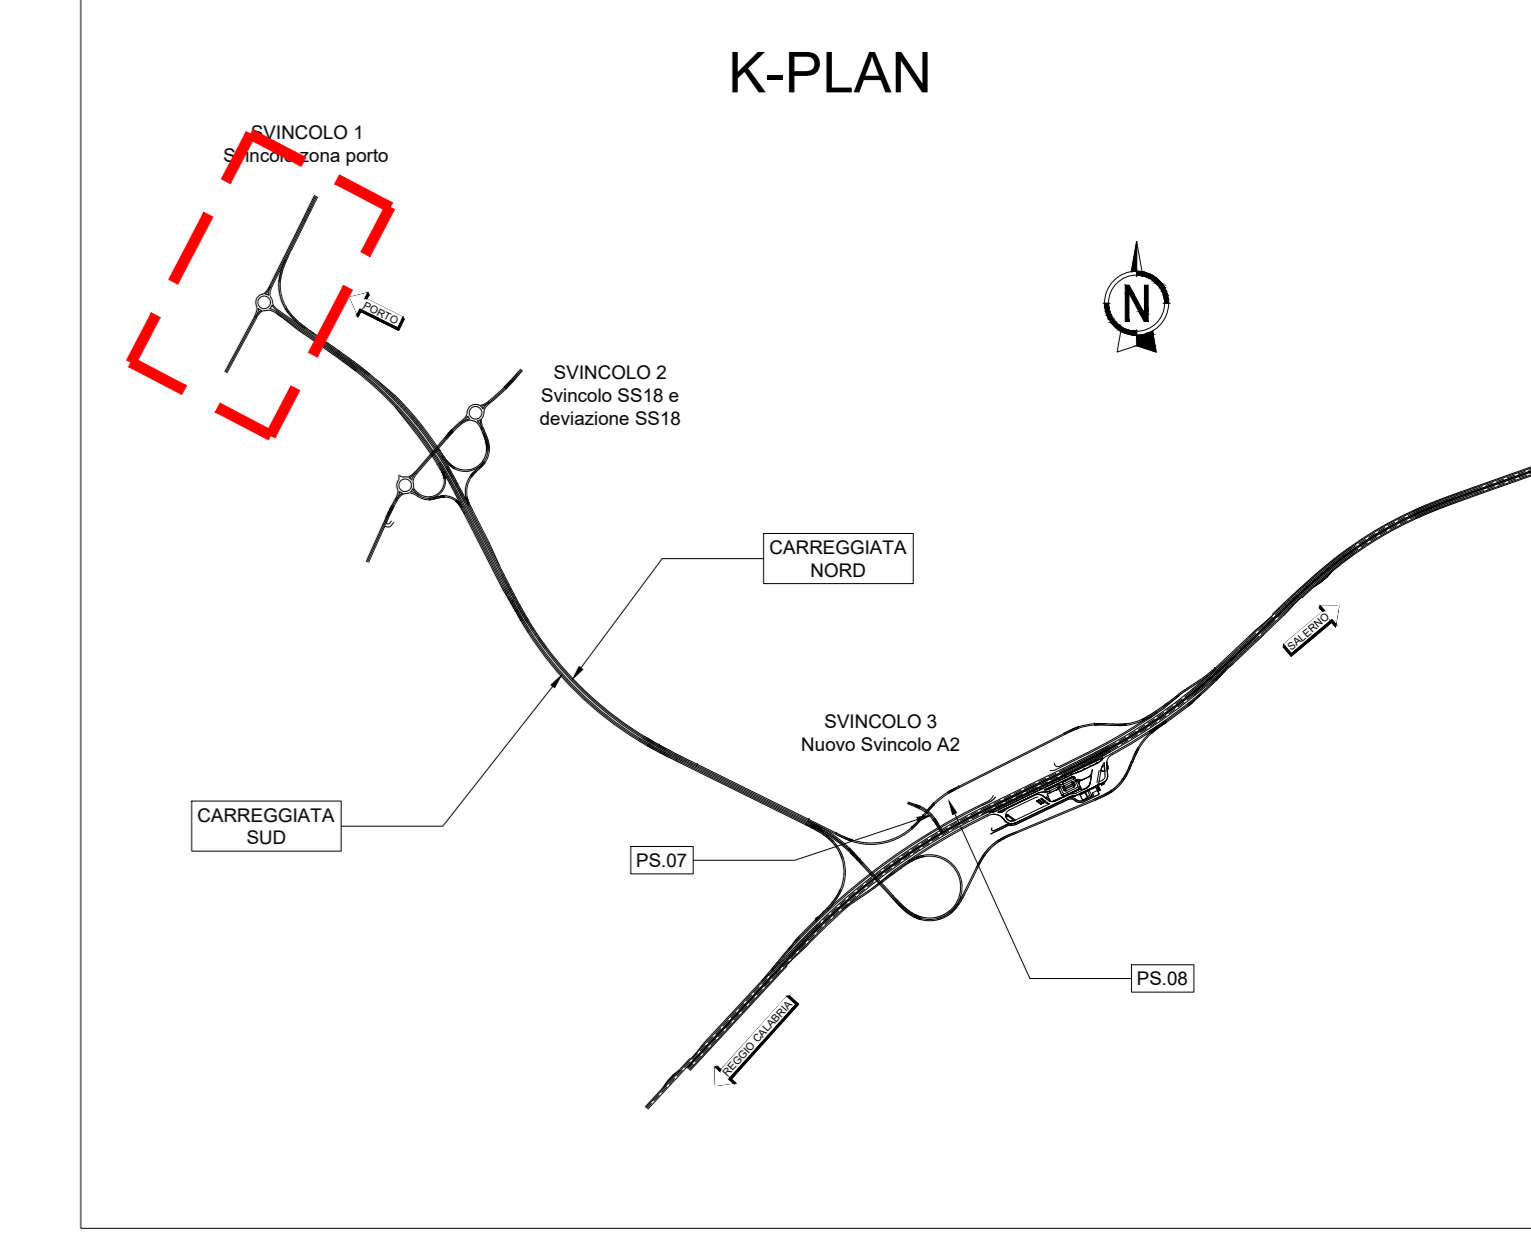 K-PLAN
SVINCOLO 1
Svincolo zona porto
PORTO
N
SVINCOLO 2
Svincolo SS18 e
deviazione SS18
CARREGGIATA
NORD
SALERNO
SVINCOLO 3
Nuovo Svincolo A2
CARREGGIATA
SUD
PS.07
PS.08
REGGIO CALABRIA